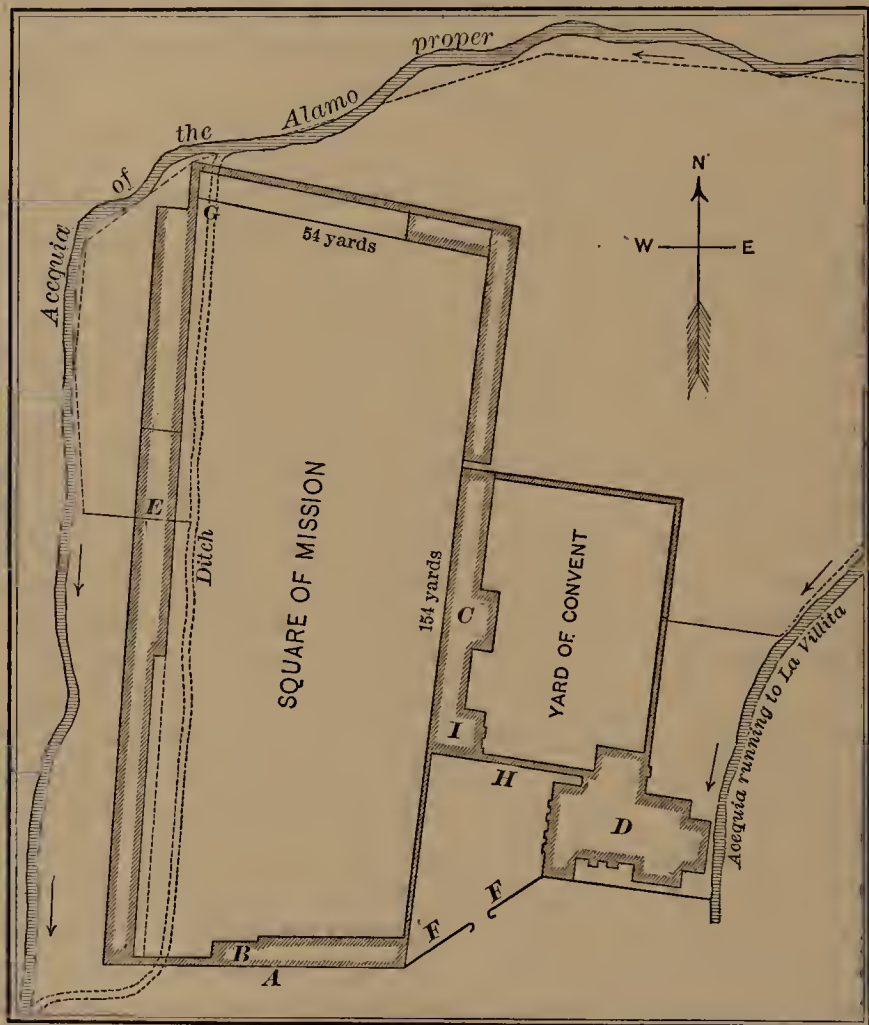 Acequia of the Alamo proper
N
W E
G
54 yards
E
Ditch
SQUARE OF MISSION
154 yards
C
YARD OF CONVENT
I
H
Acequia running to La Villita
D
F
F
B
A